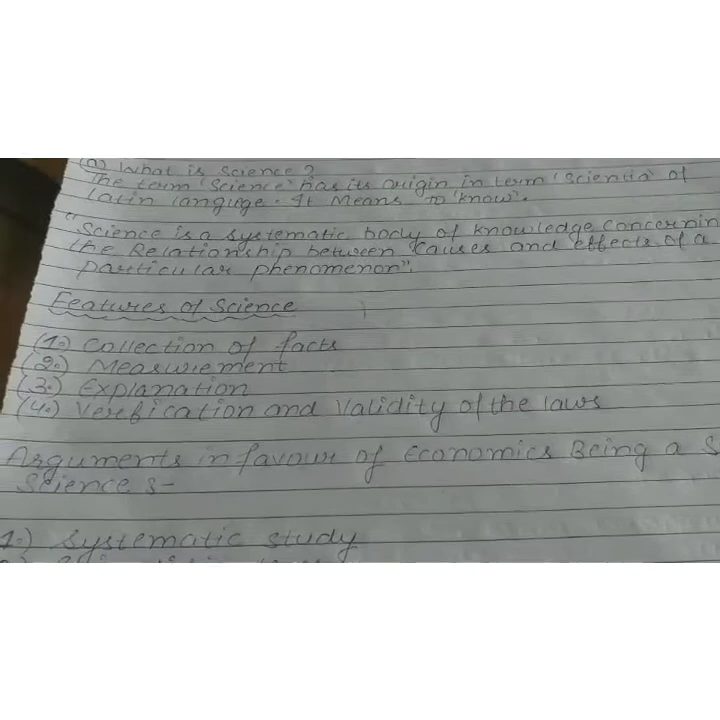 (a) What is Science?
The term 'Science' has its origin in term 'Scientia' of
Latin languge. It Means to 'know'.
"Science is a systematic body of knowledge concernin
the Relationship between causes and effects of a
particular phenomenon".
Features of Science
(1.) Collection of facts
(2.) Measurement
(3.) Explanation
(4.) Verification and Validity of the laws
Arguments in favour of Economics Being a S
Science :-
1.) Systematic study